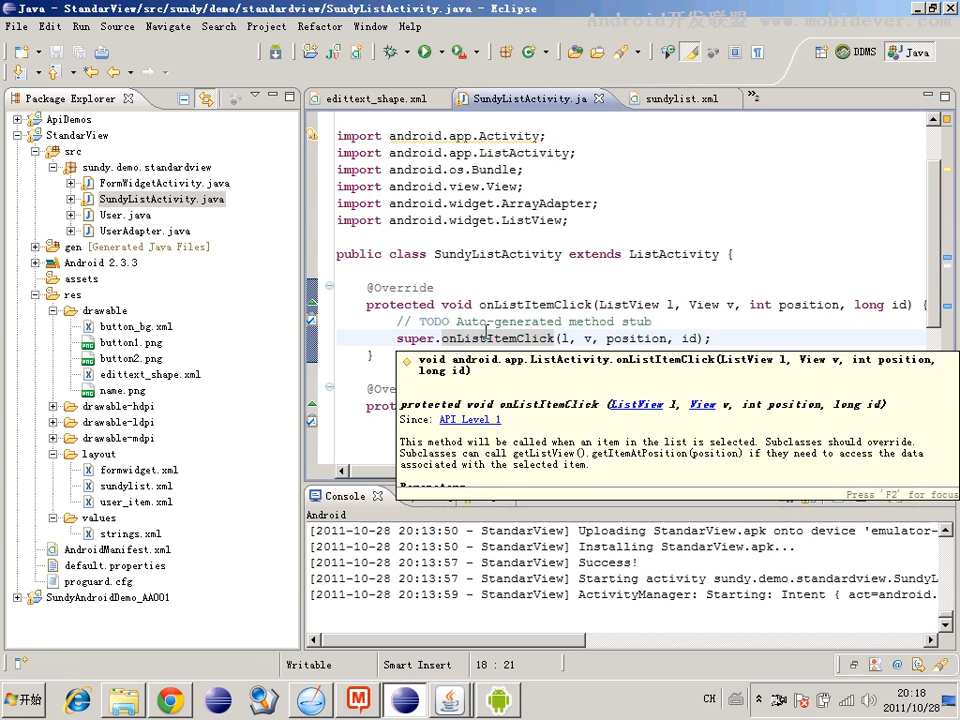 Java - StandarView/src/sundy/demo/standardview/SundyListActivity.java - Eclipse
Android开发联盟 www.mobidever.com
File Edit Run Source Navigate Search Project Refactor Window Help
DDMS Java
Package Explorer
edittext_shape.xml SundyListActivity.ja sundylist.xml »2
ApiDemos
StandarView
src
sundy.demo.standardview
FormWidgetActivity.java
SundyListActivity.java
User.java
UserAdapter.java
gen [Generated Java Files]
Android 2.3.3
assets
res
drawable
button_bg.xml
button1.png
button2.png
edittext_shape.xml
name.png
drawable-hdpi
drawable-ldpi
drawable-mdpi
layout
formwidget.xml
sundylist.xml
user_item.xml
values
strings.xml
AndroidManifest.xml
default.properties
proguard.cfg
SundyAndroidDemo_AA001
import android.app.Activity;
import android.app.ListActivity;
import android.os.Bundle;
import android.view.View;
import android.widget.ArrayAdapter;
import android.widget.ListView;
public class SundyListActivity extends ListActivity {
@Override
protected void onListItemClick(ListView l, View v, int position, long id) {
// TODO Auto-generated method stub
super.onListItemClick(l, v, position, id);
}
@Ove
prot
void android.app.ListActivity.onListItemClick(ListView l, View v, int position,
long id)
protected void onListItemClick (ListView l, View v, int position, long id)
Since: API Level 1
This method will be called when an item in the list is selected. Subclasses should override.
Subclasses can call getListView().getItemAtPosition(position) if they need to access the data
associated with the selected item.
Press 'F2' for focus
Console
Android
[2011-10-28 20:13:50 - StandarView] Uploading StandarView.apk onto device 'emulator-
[2011-10-28 20:13:50 - StandarView] Installing StandarView.apk...
[2011-10-28 20:13:57 - StandarView] Success!
[2011-10-28 20:13:57 - StandarView] Starting activity sundy.demo.standardview.SundyL
[2011-10-28 20:13:59 - StandarView] ActivityManager: Starting: Intent { act=android.
Writable Smart Insert 18 : 21
开始 CH 20:18
2011/10/28